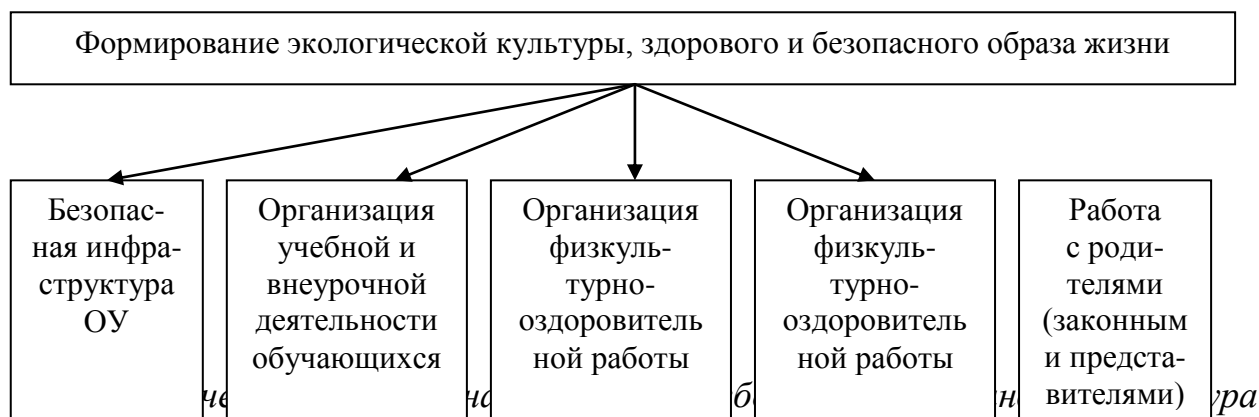 Формирование экологической культуры, здорового и безопасного образа жизни
Безопас-
ная инфра-
структура
ОУ
Организация
учебной и
внеурочной
деятельности
обучающихся
Организация
физкуль-
турно-
оздоровитель
ной работы
Организация
физкуль-
турно-
оздоровитель
ной работы
Работа
с роди-
телями
(законным
и предста-
вителями)